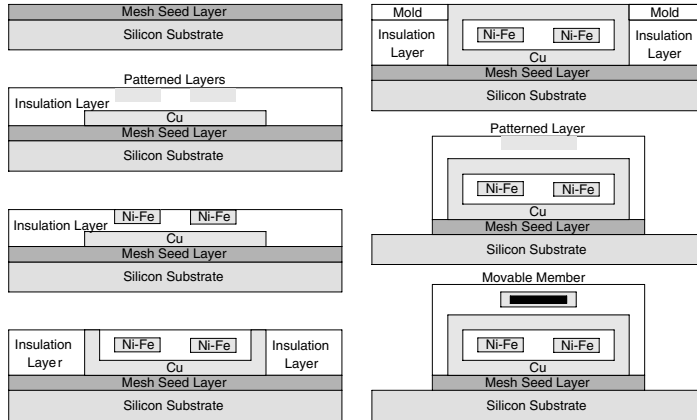 Mesh Seed Layer
Silicon Substrate
Patterned Layers
Insulation Layer
Cu
Mesh Seed Layer
Silicon Substrate
Ni-Fe Ni-Fe
Insulation Layer
Cu
Mesh Seed Layer
Silicon Substrate
Insulation
Layer
Ni-Fe Ni-Fe
Insulation
Layer
Cu
Mesh Seed Layer
Silicon Substrate
Mold Mold
Insulation
Layer
Ni-Fe Ni-Fe
Insulation
Layer
Cu
Mesh Seed Layer
Silicon Substrate
Patterned Layer
Ni-Fe Ni-Fe
Cu
Mesh Seed Layer
Silicon Substrate
Movable Member
Ni-Fe Ni-Fe
Cu
Mesh Seed Layer
Silicon Substrate